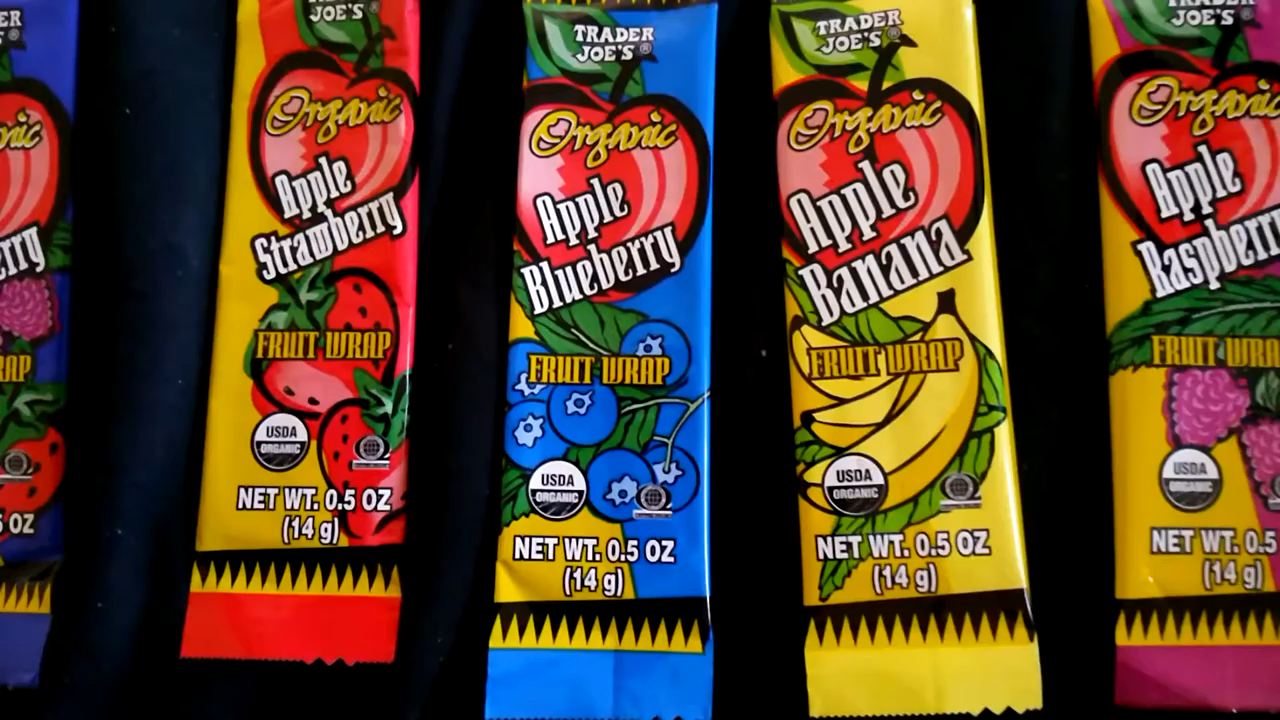 TRADER
JOE'S ®
Organic
Apple
Strawberry
FRUIT WRAP
USDA
ORGANIC
NET WT. 0.5 OZ
(14 g)
TRADER
JOE'S ®
Organic
Apple
Blueberry
FRUIT WRAP
USDA
ORGANIC
NET WT. 0.5 OZ
(14 g)
TRADER
JOE'S ®
Organic
Apple
Banana
FRUIT WRAP
USDA
ORGANIC
NET WT. 0.5 OZ
(14 g)
TRADER
JOE'S ®
Organic
Apple
Raspberry
FRUIT WRA
USDA
ORGANIC
NET WT. 0.5
(14 g)